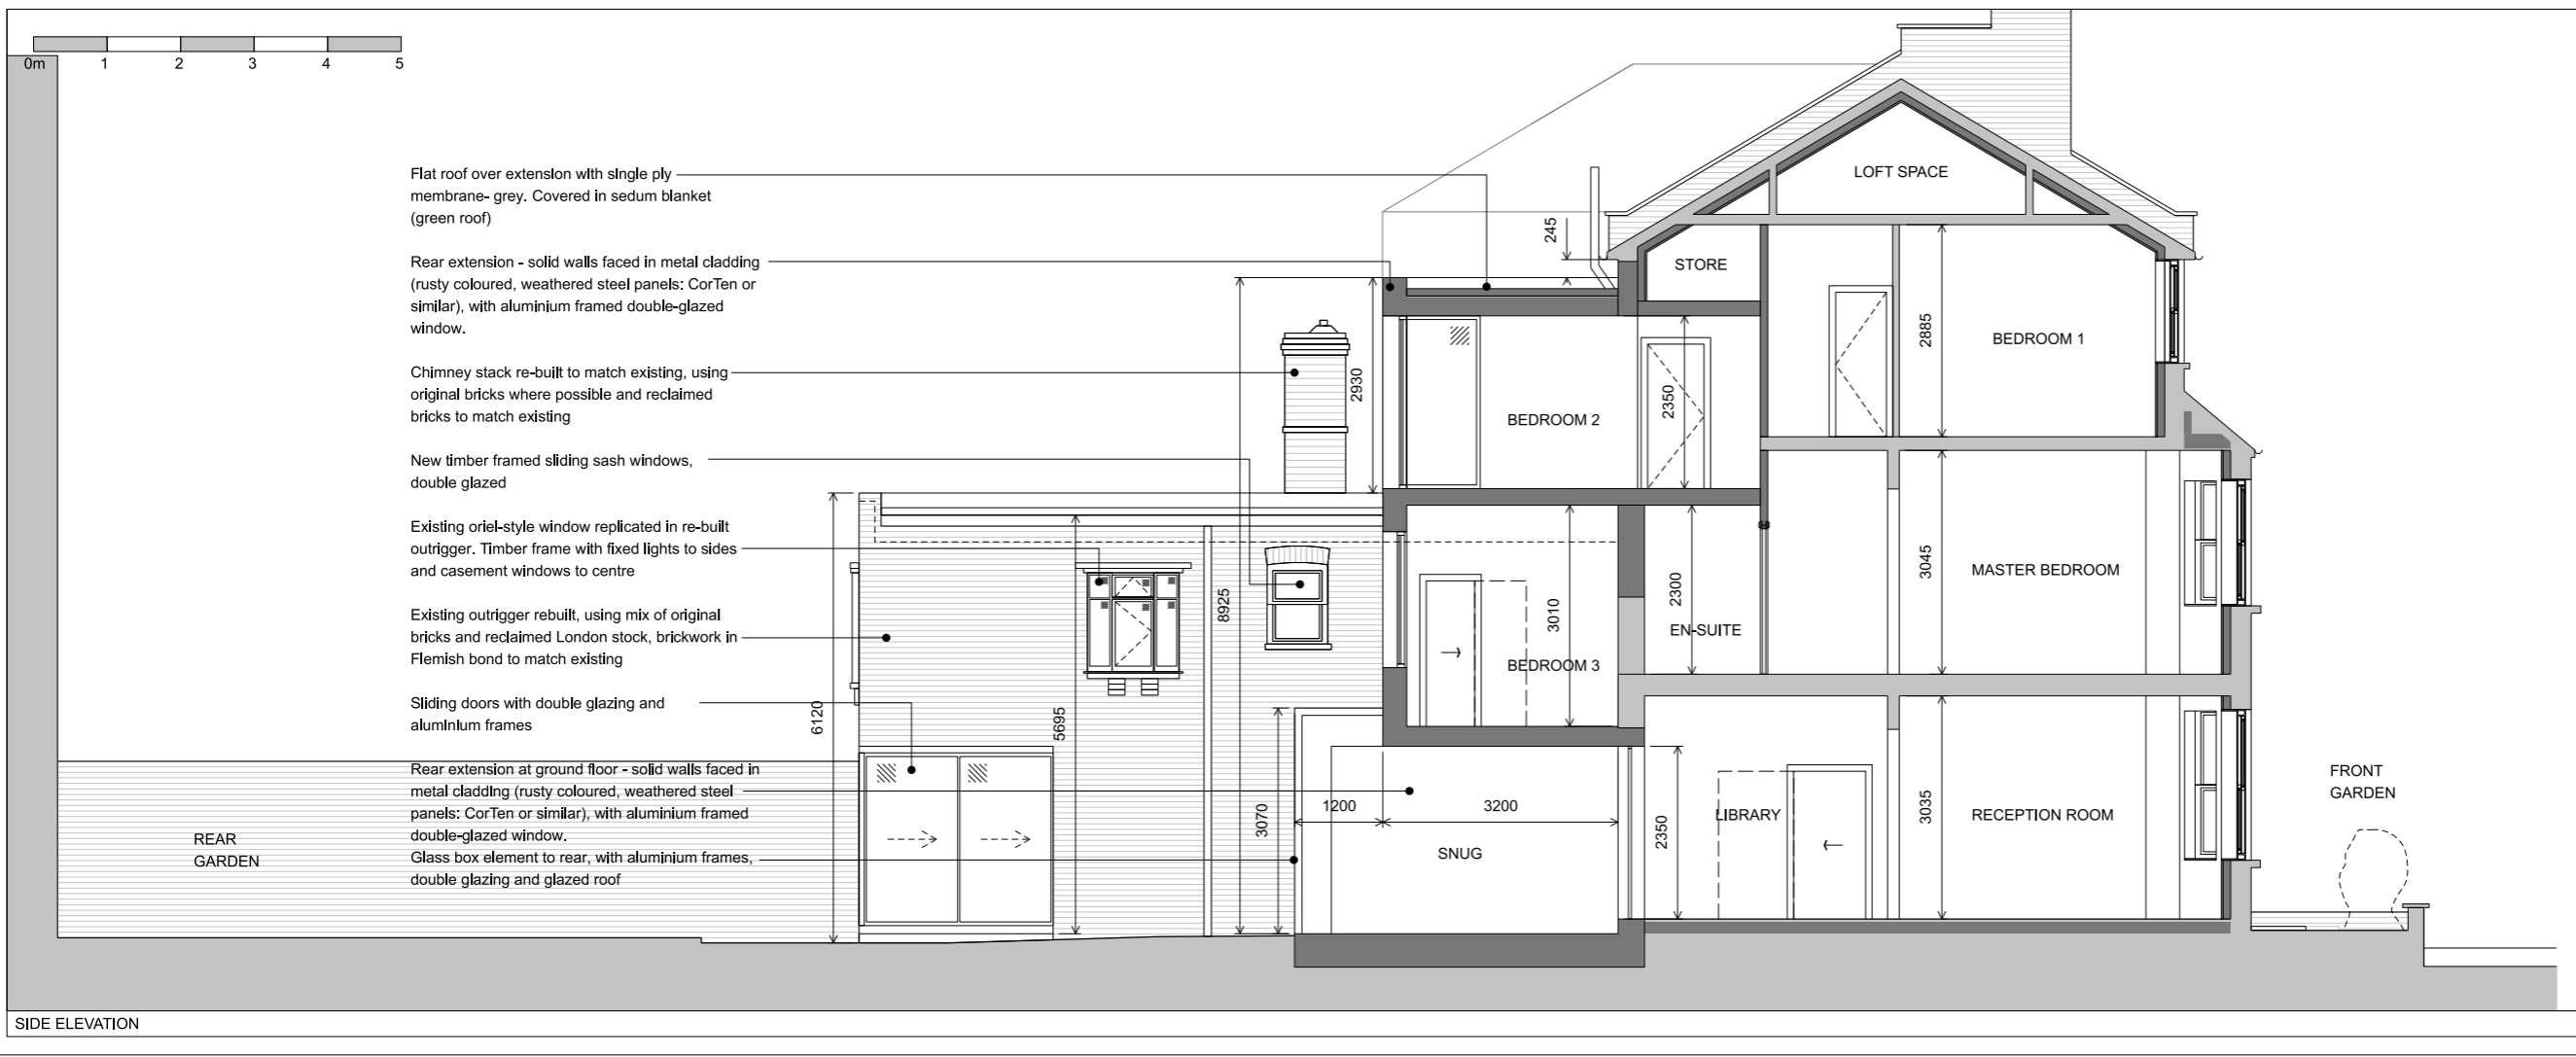 0m 1 2 3 4 5
Flat roof over extension with single ply
membrane- grey. Covered in sedum blanket
(green roof)
Rear extension - solid walls faced in metal cladding
(rusty coloured, weathered steel panels: CorTen or
similar), with aluminium framed double-glazed
window.
Chimney stack re-built to match existing, using
original bricks where possible and reclaimed
bricks to match existing
New timber framed sliding sash windows,
double glazed
Existing oriel-style window replicated in re-built
outrigger. Timber frame with fixed lights to sides
and casement windows to centre
Existing outrigger rebuilt, using mix of original
bricks and reclaimed London stock, brickwork in
Flemish bond to match existing
Sliding doors with double glazing and
aluminium frames
Rear extension at ground floor - solid walls faced in
metal cladding (rusty coloured, weathered steel
panels: CorTen or similar), with aluminium framed
double-glazed window.
Glass box element to rear, with aluminium frames,
double glazing and glazed roof
REAR
GARDEN
6120
5695
8925
3070
2930
245
1200
3200
SNUG
BEDROOM 2
2350
STORE
LOFT SPACE
2885
BEDROOM 1
3010
BEDROOM 3
2300
EN-SUITE
3045
MASTER BEDROOM
2350
LIBRARY
3035
RECEPTION ROOM
FRONT
GARDEN
SIDE ELEVATION